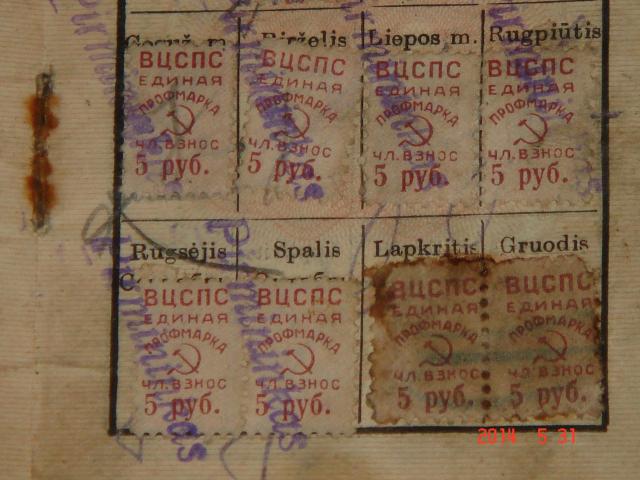 Birželis Liepos m. Rugpiūtis
ВЦСПС ВЦСПС ВЦСПС ВЦСПС
ЕДИНАЯ ЕДИНАЯ ЕДИНАЯ ЕДИНАЯ
ПРОФМАРКА ПРОФМАРКА ПРОФМАРКА ПРОФМАРКА
ЧЛ. ВЗНОС ЧЛ. ВЗНОС ЧЛ. ВЗНОС ЧЛ. ВЗНОС
5 руб. 5 руб. 5 руб. 5 руб.
Rugsėjis Spalis Lapkritis Gruodis
ВЦСПС ВЦСПС ВЦСПС ВЦСПС
ЕДИНАЯ ЕДИНАЯ ЕДИНАЯ ЕДИНАЯ
ПРОФМАРКА ПРОФМАРКА ПРОФМАРКА ПРОФМАРКА
ЧЛ. ВЗНОС ЧЛ. ВЗНОС ЧЛ. ВЗНОС ЧЛ. ВЗНОС
5 руб. 5 руб. 5 руб. 5 руб.
2014 5 31